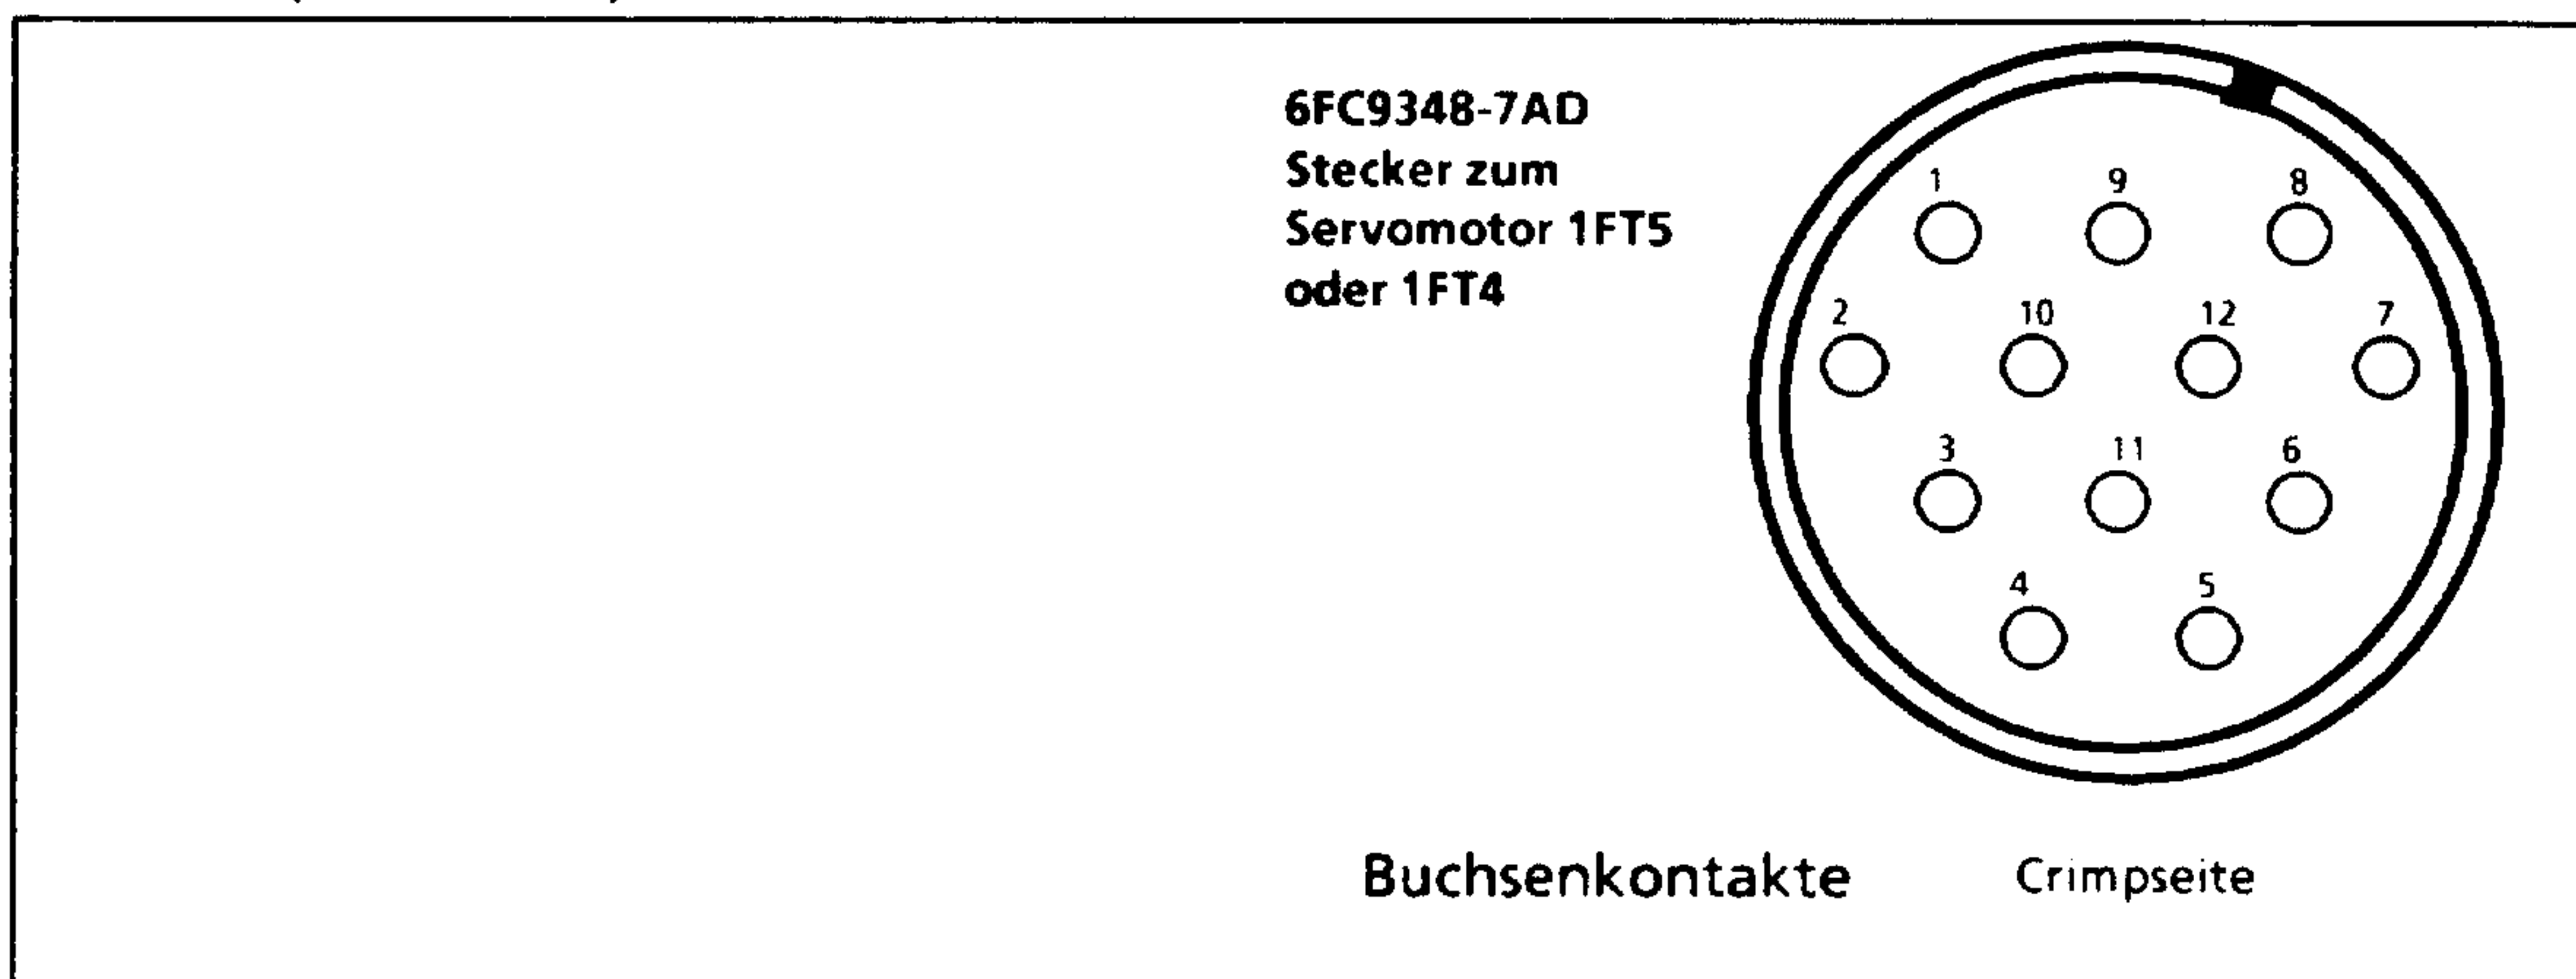 6FC9348-7AD
Stecker zum
Servomotor 1FT5
oder 1FT4
1 9 8
2 10 12 7
3 11 6
4 5
Buchsenkontakte Crimpseite